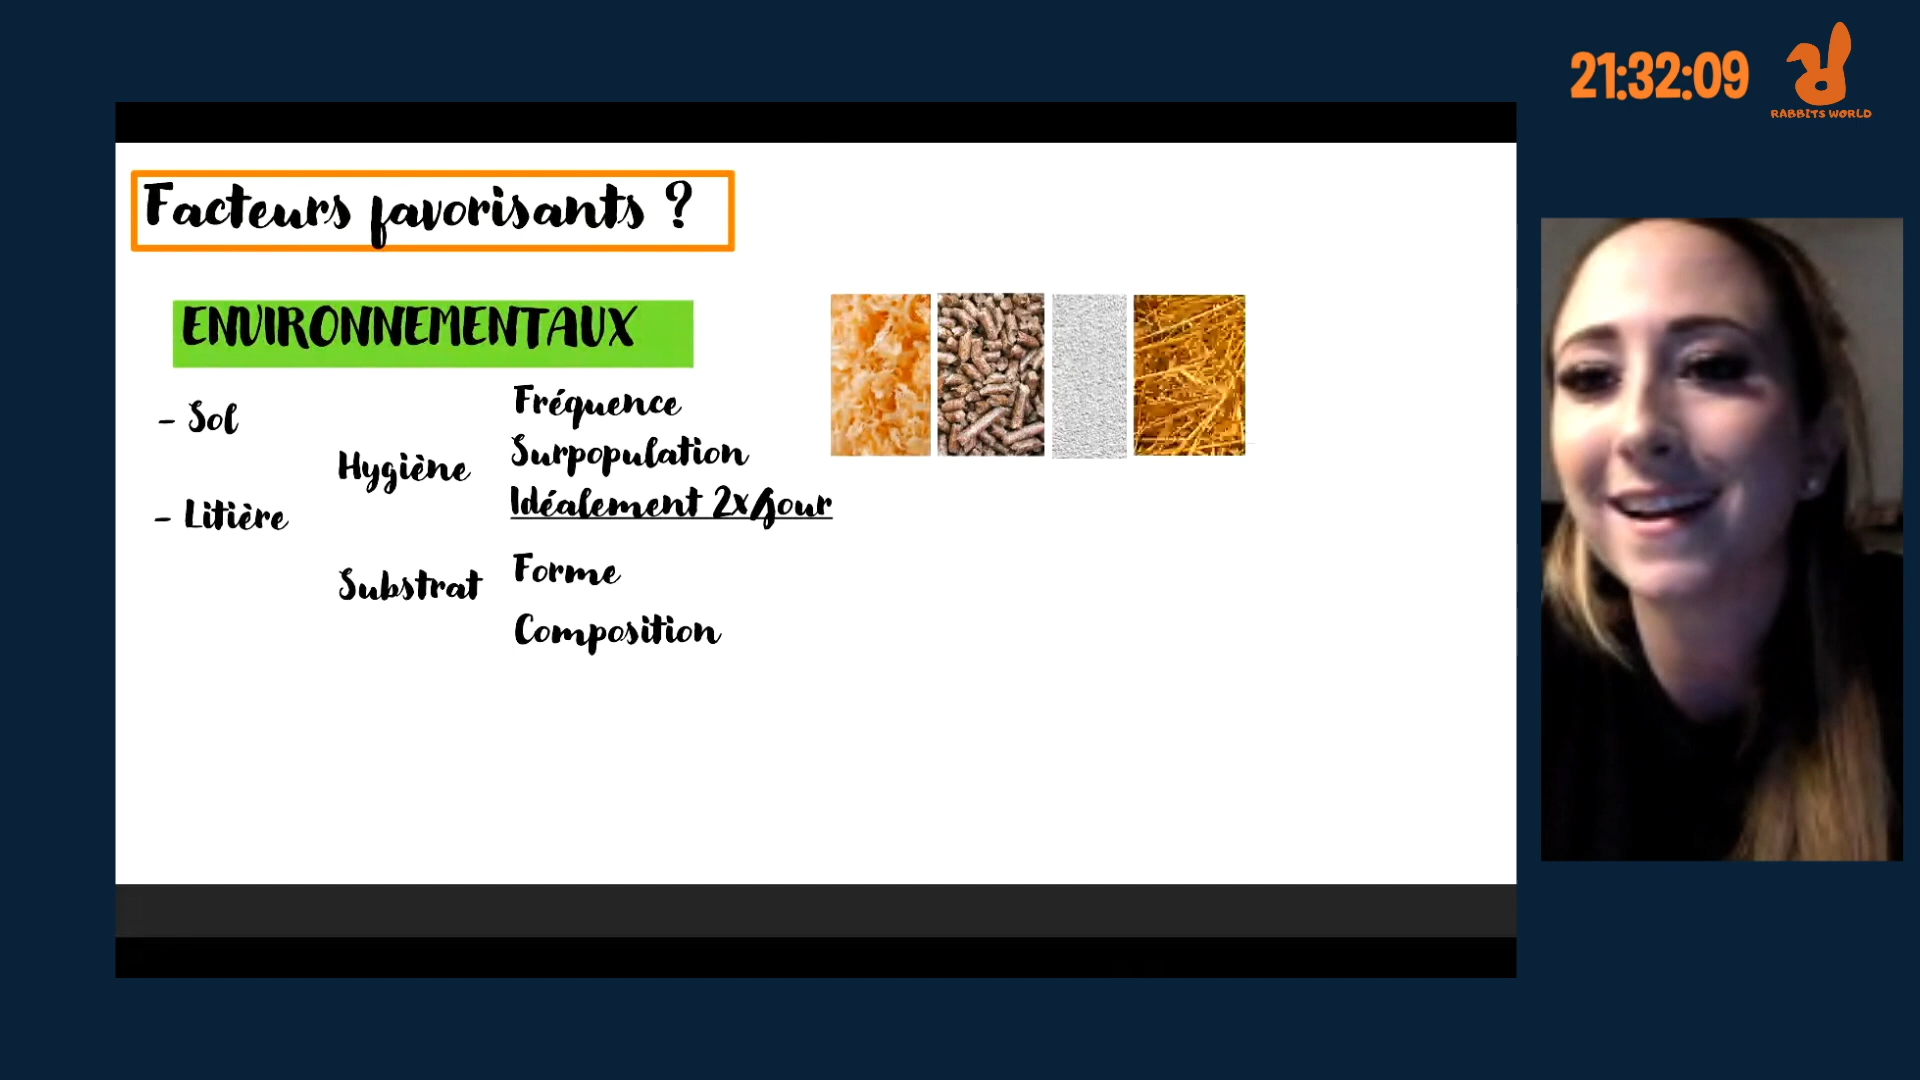 21:32:09
RABBITS WORLD
Facteurs favorisants ?
ENVIRONNEMENTAUX
- Sol
- Litière
Hygiène
Fréquence
Surpopulation
Idéalement 2x/jour
Substrat
Forme
Composition